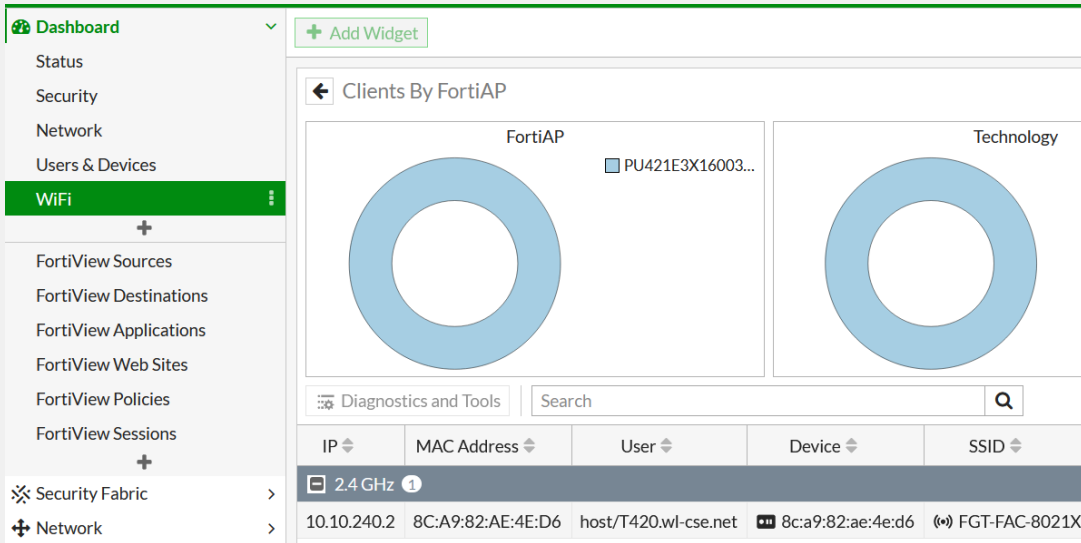 Dashboard
Status
Security
Network
Users & Devices
WiFi
FortiView Sources
FortiView Destinations
FortiView Applications
FortiView Web Sites
FortiView Policies
FortiView Sessions
Security Fabric
Network
Add Widget
Clients By FortiAP
FortiAP
PU421E3X16003...
Technology
Diagnostics and Tools
Search
IP MAC Address User Device SSID
2.4 GHz 1
10.10.240.2 8C:A9:82:AE:4E:D6 host/T420.wl-cse.net 8c:a9:82:ae:4e:d6 FGT-FAC-8021X